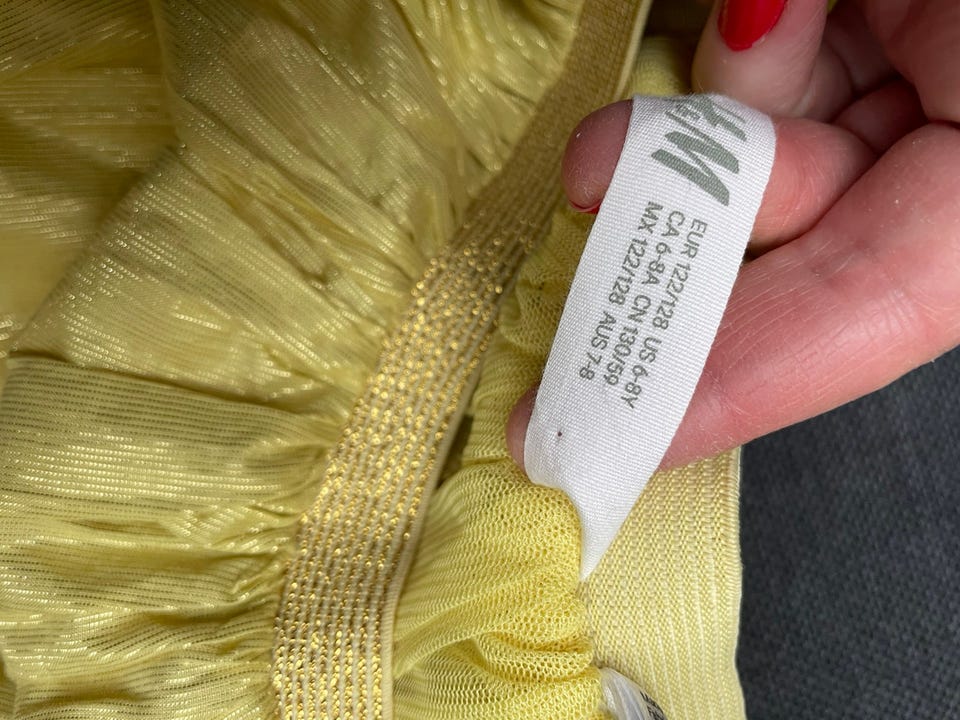 H&M
EUR 122/128 US 6-8Y
CA 6-8A CN 130/59
MX 122/128 AUS 7-8